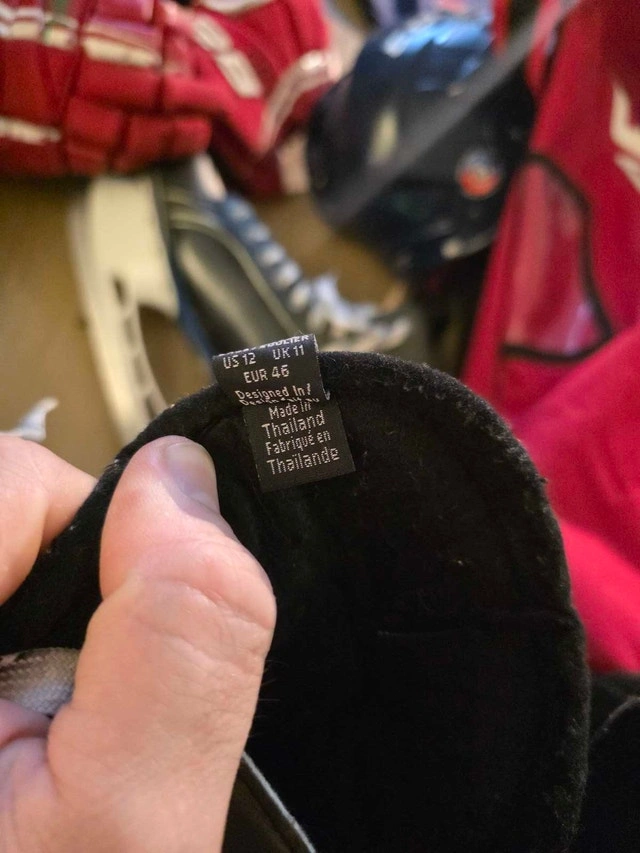 US 12 UK 11
EUR 46
Designed In/
Made in
Thailand
Fabriqué en
Thaïlande